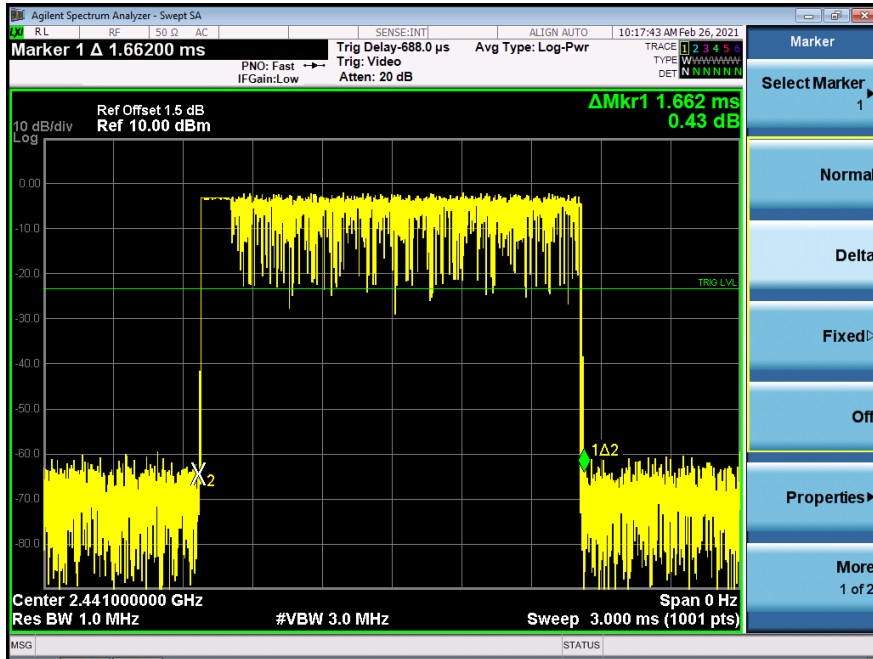 Agilent Spectrum Analyzer - Swept SA
LXI RL RF 50 Ω AC SENSE:INT ALIGN AUTO 10:17:43 AM Feb 26, 2021
Marker 1 Δ 1.66200 ms
PNO: Fast
IFGain:Low
Trig Delay-688.0 µs
Trig: Video
Atten: 20 dB
Avg Type: Log-Pwr
TRACE 1 2 3 4 5 6
TYPE WWWWWW
DET N N N N N N
ΔMkr1 1.662 ms
0.43 dB
Ref Offset 1.5 dB
10 dB/div Ref 10.00 dBm
Log
0.00
-10.0
-20.0
TRIG LVL
-30.0
-40.0
-50.0
-60.0
1Δ2
2
-70.0
-80.0
Center 2.441000000 GHz Span 0 Hz
Res BW 1.0 MHz #VBW 3.0 MHz Sweep 3.000 ms (1001 pts)
MSG STATUS
Marker
Select Marker
1
Normal
Delta
Fixed
Off
Properties
More
1 of 2